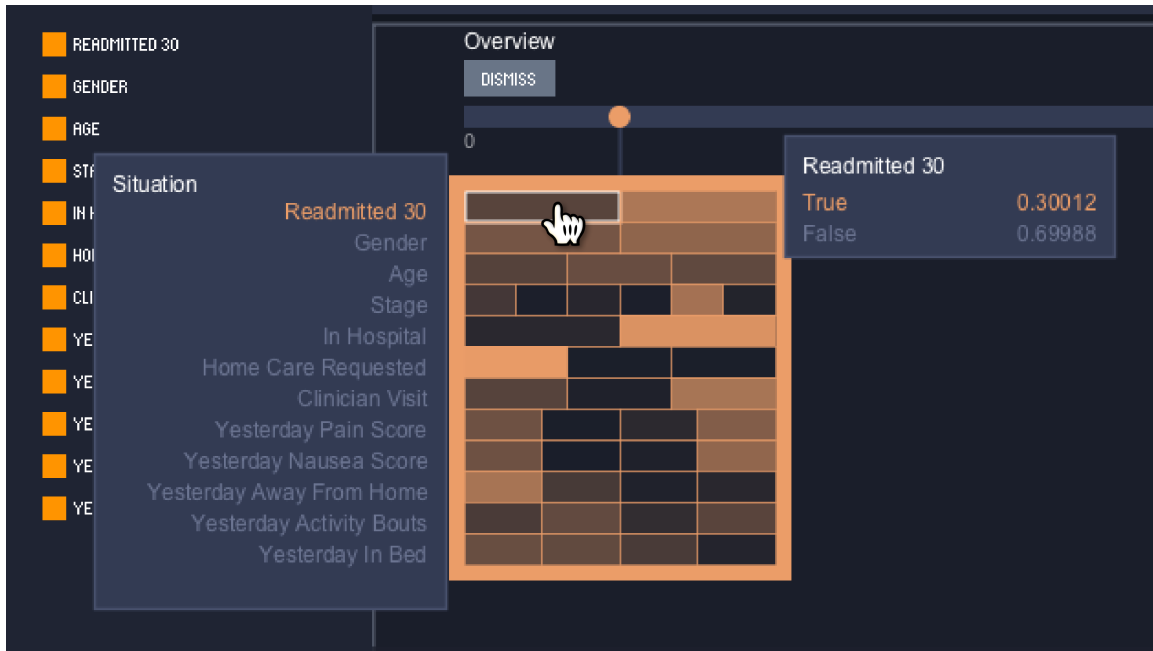 READMITTED 30
GENDER
AGE
Overview
DISMISS
0
Situation
Readmitted 30
Gender
Age
Stage
In Hospital
Home Care Requested
Clinician Visit
Yesterday Pain Score
Yesterday Nausea Score
Yesterday Away From Home
Yesterday Activity Bouts
Yesterday In Bed
Readmitted 30
True 0.30012
False 0.69988